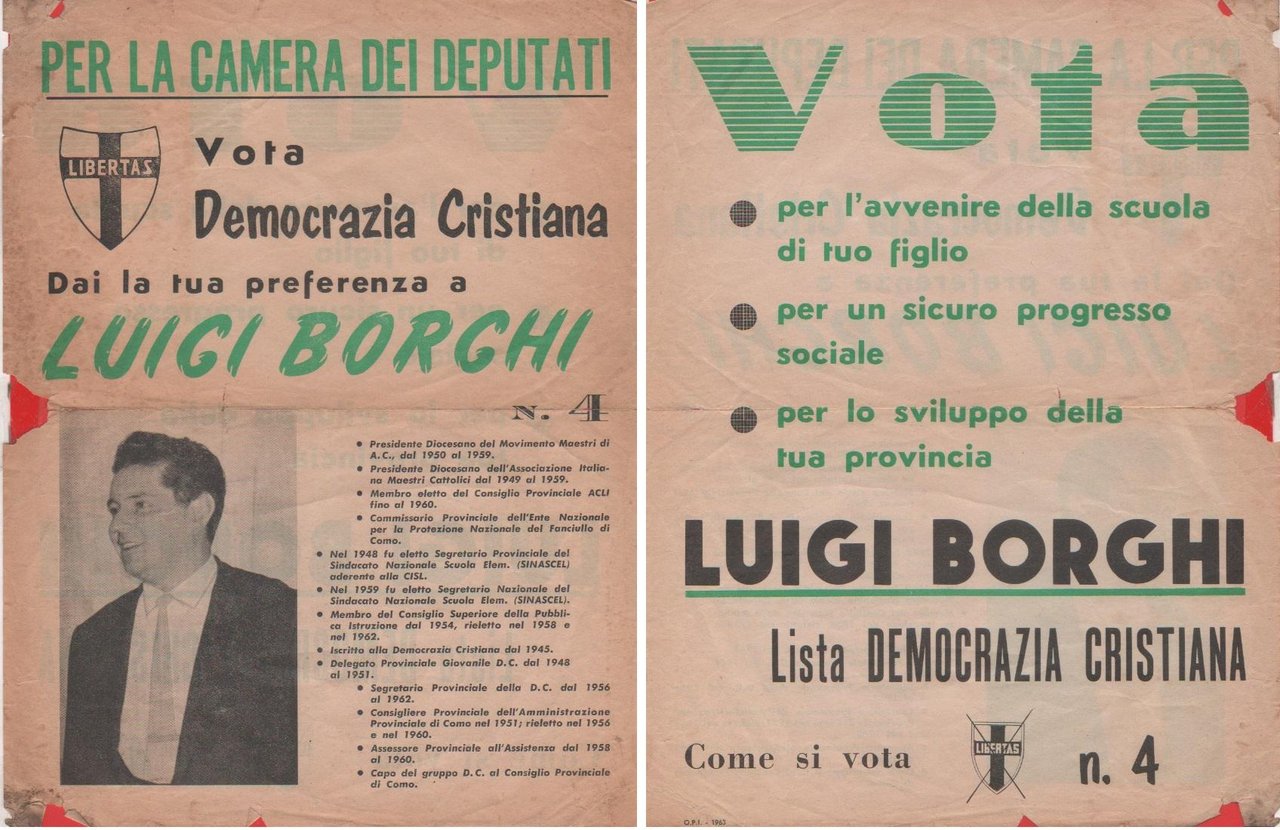 PER LA CAMERA DEI DEPUTATI
LIBERTAS
Vota
Democrazia Cristiana
Dai la tua preferenza a
LUIGI BORGHI
N. 4
• Presidente Diocesano del Movimento Maestri di
A.C., dal 1950 al 1959.
• Presidente Diocesano dell'Associazione Italia-
na Maestri Cattolici dal 1949 al 1959.
• Membro eletto del Consiglio Provinciale ACLI
fino al 1960.
• Commissario Provinciale dell'Ente Nazionale
per la Protezione Nazionale del Fanciullo di
Como.
• Nel 1948 fu eletto Segretario Provinciale del
Sindacato Nazionale Scuola Elem. (SINASCEL)
aderente alla CISL.
• Nel 1959 fu eletto Segretario Nazionale del
Sindacato Nazionale Scuola Elem. (SINASCEL).
• Membro del Consiglio Superiore della Pubbli-
ca Istruzione dal 1954, rieletto nel 1958 e
nel 1962.
• Iscritto alla Democrazia Cristiana dal 1945.
• Delegato Provinciale Giovanile D.C. dal 1948
al 1951.
• Segretario Provinciale della D.C. dal 1956
al 1962.
• Consigliere Provinciale dell'Amministrazione
Provinciale di Como nel 1951; rieletto nel 1956
e nel 1960.
• Assessore Provinciale all'Assistenza dal 1958
al 1960.
• Capo del gruppo D.C. al Consiglio Provinciale
di Como.
Vota
• per l'avvenire della scuola
di tuo figlio
• per un sicuro progresso
sociale
• per lo sviluppo della
tua provincia
LUIGI BORGHI
Lista DEMOCRAZIA CRISTIANA
Come si vota
LIBERTAS
n. 4
O.P.I. - 1963